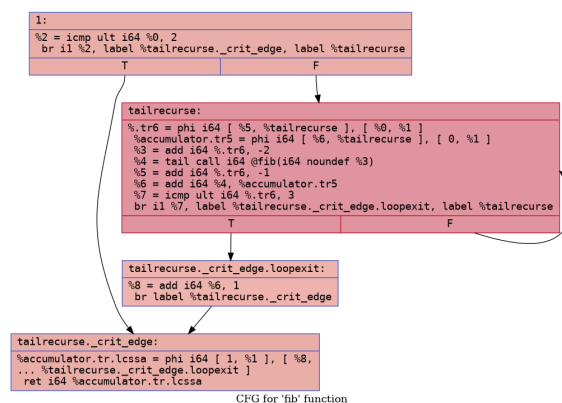 1:
%2 = icmp ult i64 %0, 2
br i1 %2, label %tailrecurse._crit_edge, label %tailrecurse
T F
tailrecurse:
%.tr6 = phi i64 [ %5, %tailrecurse ], [ %0, %1 ]
%accumulator.tr5 = phi i64 [ %6, %tailrecurse ], [ 0, %1 ]
%3 = add i64 %.tr6, -2
%4 = tail call i64 @fib(i64 noundef %3)
%5 = add i64 %.tr6, -1
%6 = add i64 %4, %accumulator.tr5
%7 = icmp ult i64 %.tr6, 3
br i1 %7, label %tailrecurse._crit_edge.loopexit, label %tailrecurse
T F
tailrecurse._crit_edge.loopexit:
%8 = add i64 %6, 1
br label %tailrecurse._crit_edge
tailrecurse._crit_edge:
%accumulator.tr.lcssa = phi i64 [ 1, %1 ], [ %8,
... %tailrecurse._crit_edge.loopexit ]
ret i64 %accumulator.tr.lcssa
CFG for 'fib' function